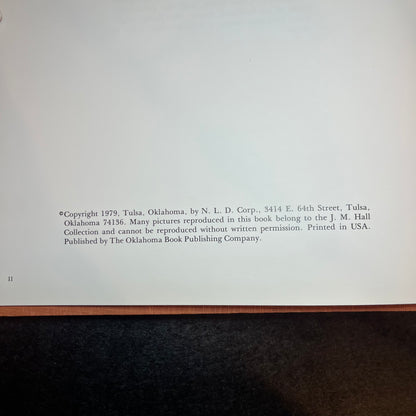 ©Copyright 1979, Tulsa, Oklahoma, by N. L. D. Corp., 3414 E. 64th Street, Tulsa,
Oklahoma 74136. Many pictures reproduced in this book belong to the J. M. Hall
Collection and cannot be reproduced without written permission. Printed in USA.
Published by The Oklahoma Book Publishing Company.
II